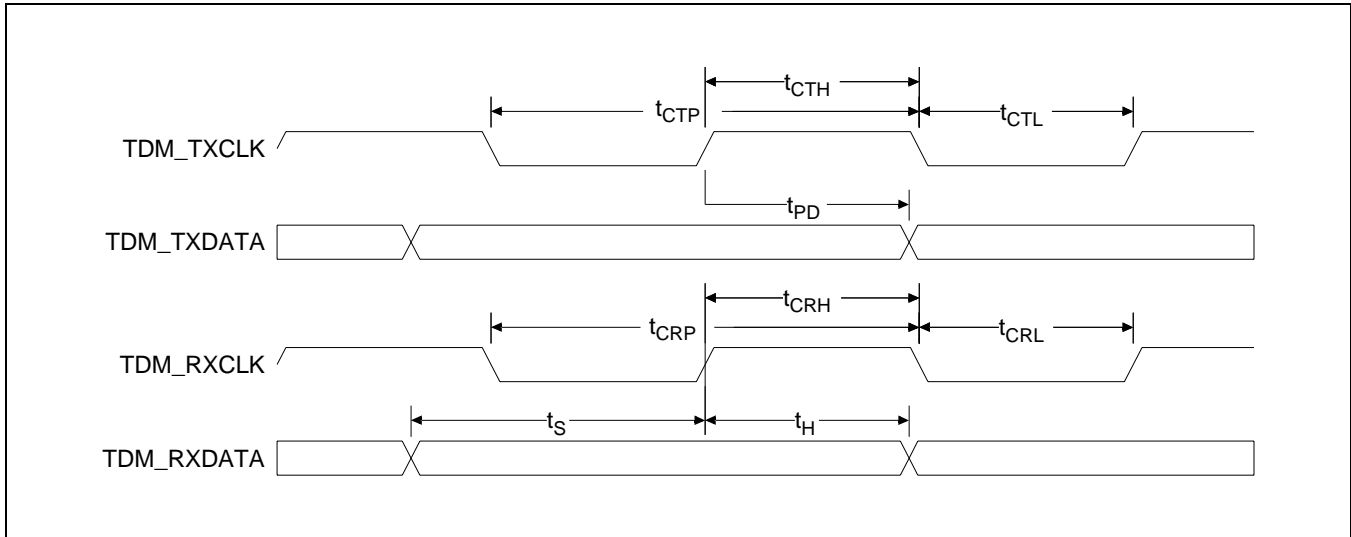 tCTH
tCTP
tCTL
TDM_TXCLK
tPD
TDM_TXDATA
tCRH
tCRP
tCRL
TDM_RXCLK
tS
tH
TDM_RXDATA